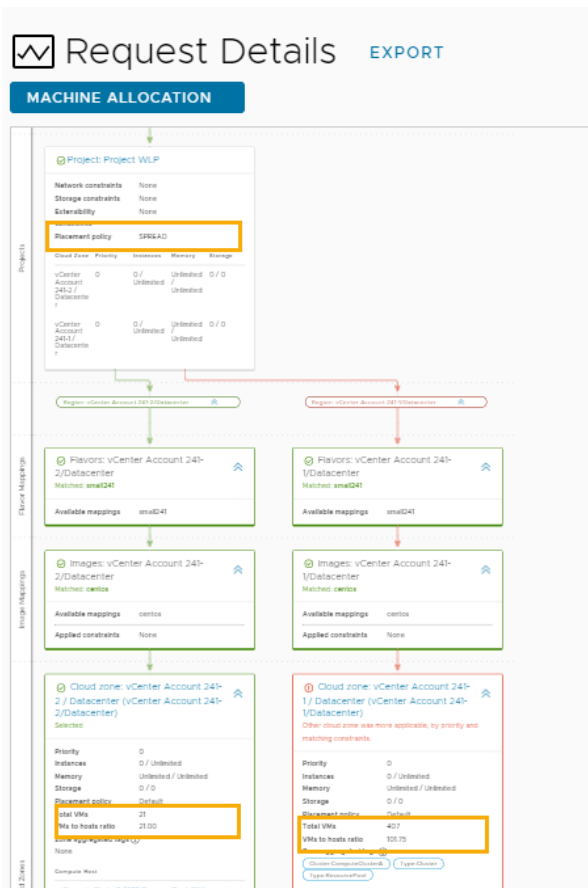 Request Details EXPORT
MACHINE ALLOCATION
Projects
Project: Project WLP
Network constraints None
Storage constraints None
Extensibility None
Placement policy SPREAD
Cloud Zone Priority Instances Memory Storage
vCenter 0 0 / Unlimited 0 / 0
Account Unlimited /
241-2 / Unlimited
Datacente
r
vCenter 0 0 / Unlimited 0 / 0
Account Unlimited /
241-1 / Unlimited
Datacente
r
Region: vCenter Account 241-2/Datacenter
Region: vCenter Account 241-1/Datacenter
Flavor Mappings
Flavors: vCenter Account 241-
2/Datacenter
Matched: small241
Available mappings small241
Flavors: vCenter Account 241-
1/Datacenter
Matched: small241
Available mappings small241
Image Mappings
Images: vCenter Account 241-
2/Datacenter
Matched: centos
Available mappings centos
Applied constraints None
Images: vCenter Account 241-
1/Datacenter
Matched: centos
Available mappings centos
Applied constraints None
d Zones
Cloud zone: vCenter Account 241-
2 / Datacenter (vCenter Account 241-
2/Datacenter)
Selected
Priority 0
Instances 0 / Unlimited
Memory Unlimited / Unlimited
Storage 0 / 0
Placement policy Default
Total VMs 21
VMs to hosts ratio 21.00
Zone aggregated tags
None
Compute Host
Cloud zone: vCenter Account 241-
1 / Datacenter (vCenter Account 241-
1/Datacenter)
Other cloud zone was more applicable, by priority and
matching constraints.
Priority 0
Instances 0 / Unlimited
Memory Unlimited / Unlimited
Storage 0 / 0
Placement policy Default
Total VMs 407
VMs to hosts ratio 101.75
Cluster:ComputeClusterA Type:Cluster
Type:ResourcePool